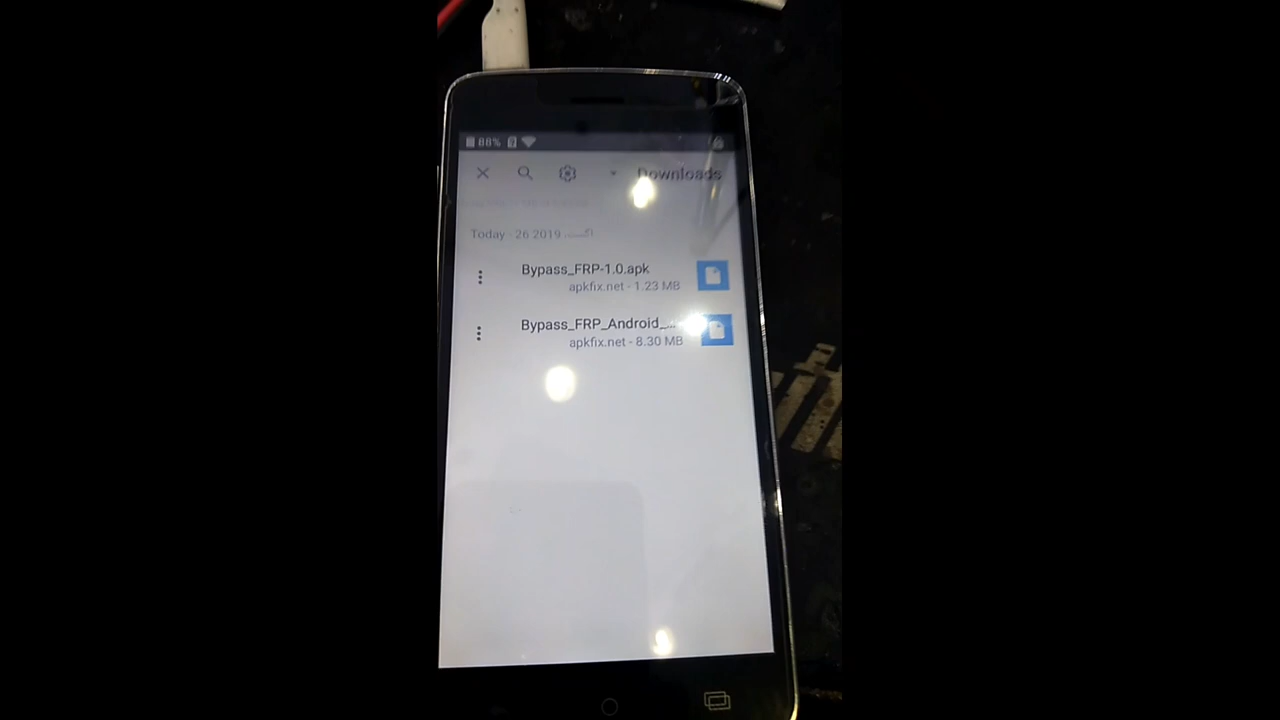 88%
Downloads
Today - 26 2019
Bypass_FRP-1.0.apk
apkfix.net - 1.23 MB
Bypass_FRP_Android_...
apkfix.net - 8.30 MB